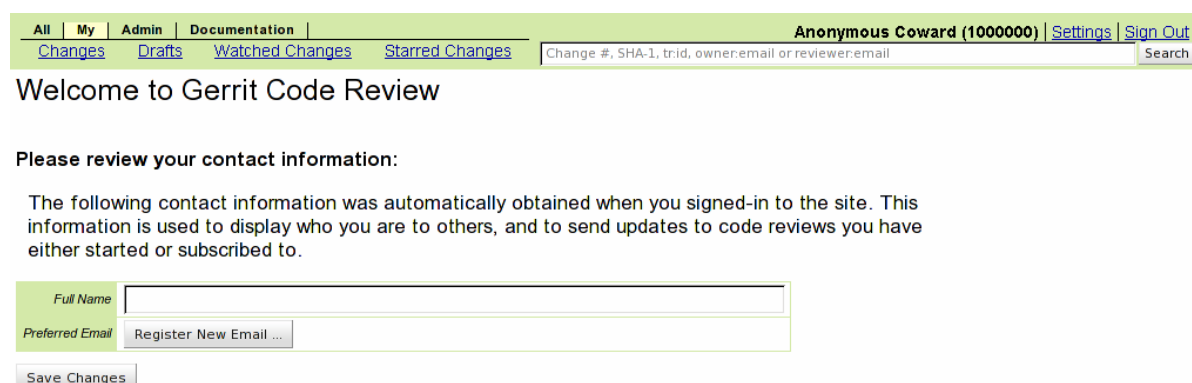 All My Admin Documentation Anonymous Coward (1000000) Settings Sign Out
Changes Drafts Watched Changes Starred Changes Change #, SHA-1, tr:id, owner:email or reviewer:email Search
Welcome to Gerrit Code Review
Please review your contact information:
The following contact information was automatically obtained when you signed-in to the site. This
information is used to display who you are to others, and to send updates to code reviews you have
either started or subscribed to.
Full Name
Preferred Email Register New Email ...
Save Changes